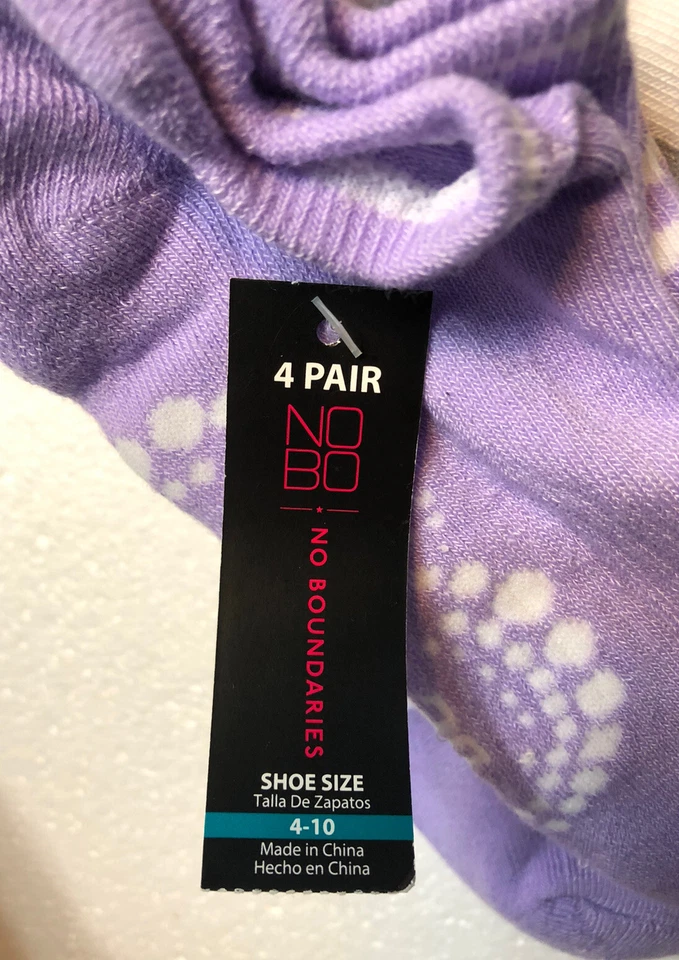 4 PAIR
NO
BO
NO BOUNDARIES
SHOE SIZE
Talla De Zapatos
4-10
Made in China
Hecho en China